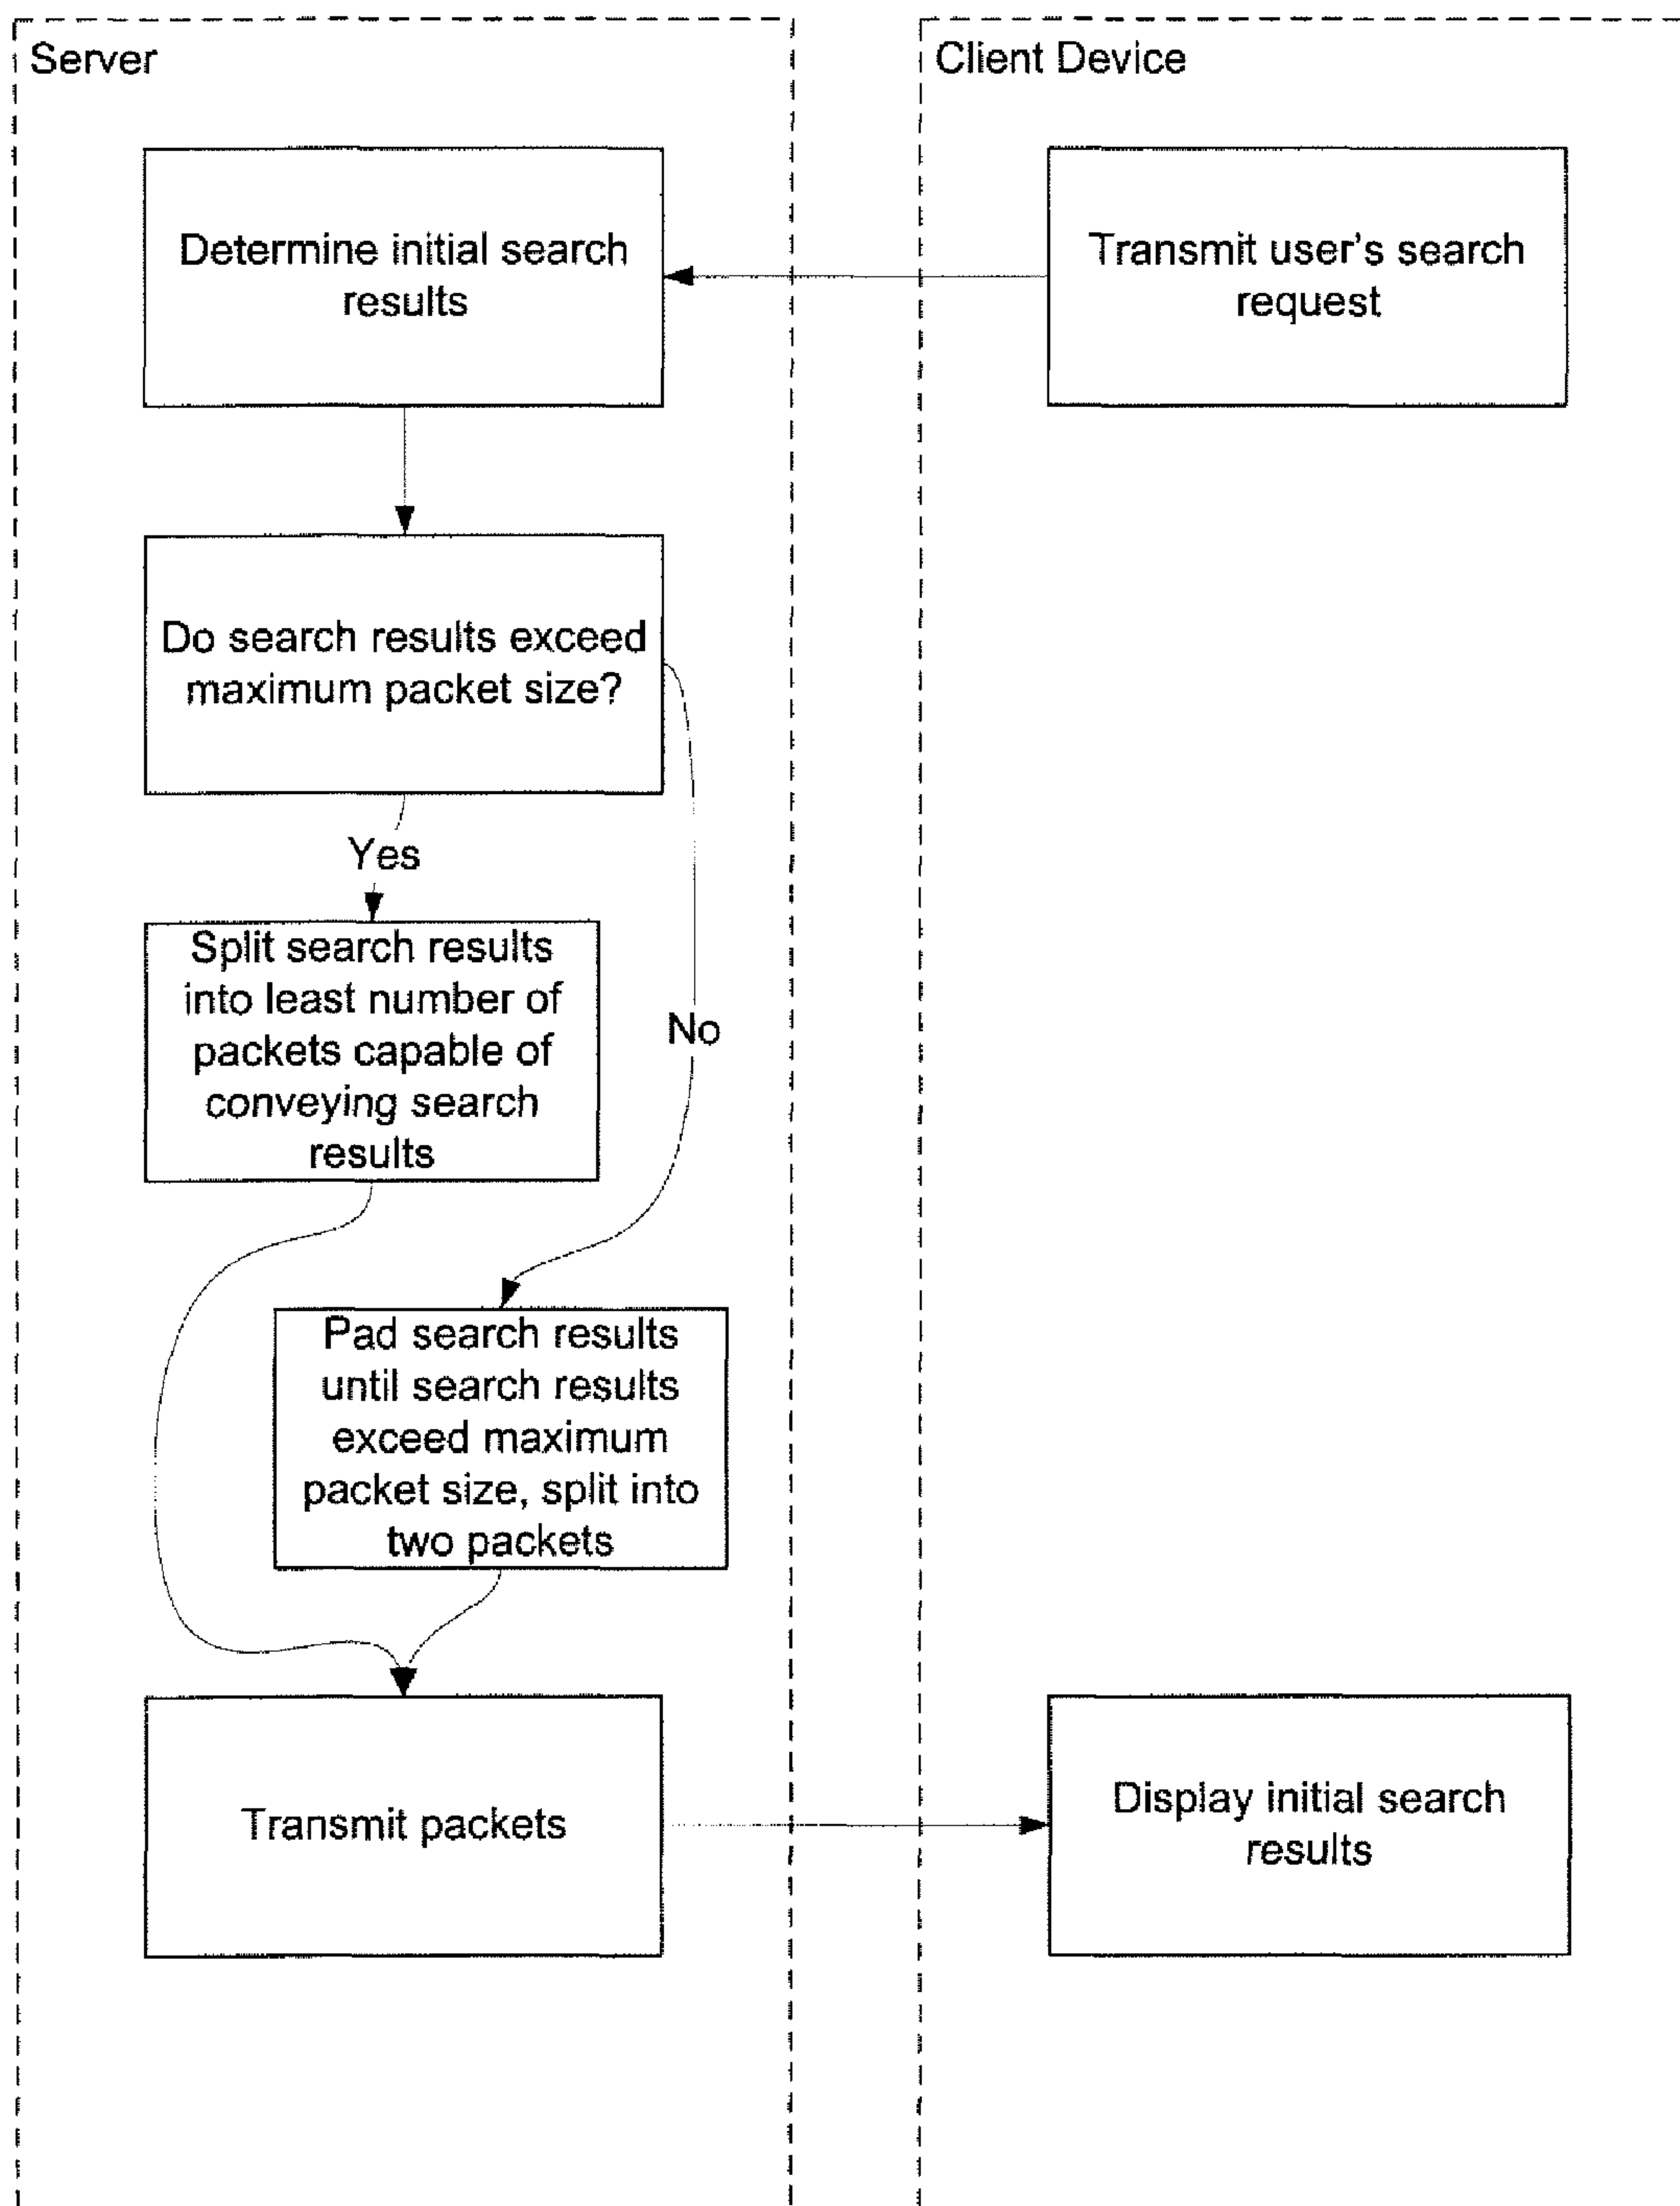 Server
Client Device
Determine initial search
results
Transmit user's search
request
Do search results exceed
maximum packet size?
Yes
No
Split search results
into least number of
packets capable of
conveying search
results
Pad search results
until search results
exceed maximum
packet size, split into
two packets
Transmit packets
Display initial search
results